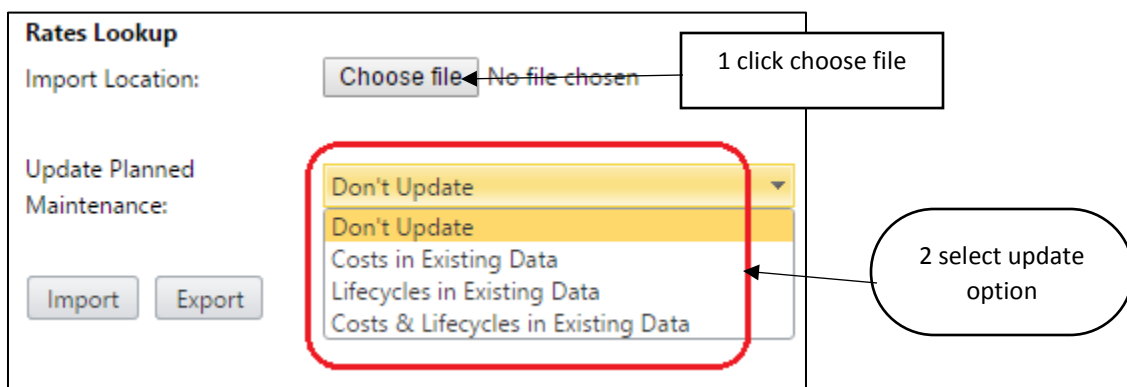 Rates Lookup
Import Location:
Choose file No file chosen
1 click choose file
Update Planned
Maintenance:
Don't Update
Don't Update
Costs in Existing Data
Lifecycles in Existing Data
Costs & Lifecycles in Existing Data
2 select update
option
Import Export